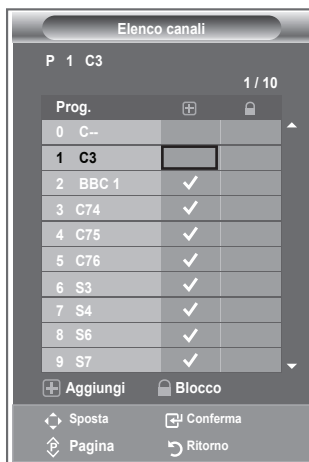 Elenco canali
P 1 C3
1 / 10
Prog.
0 C--
1 C3
2 BBC 1
3 C74
4 C75
5 C76
6 S3
7 S4
8 S6
9 S7
Aggiungi Blocco
Sposta Conferma
Pagina Ritorno